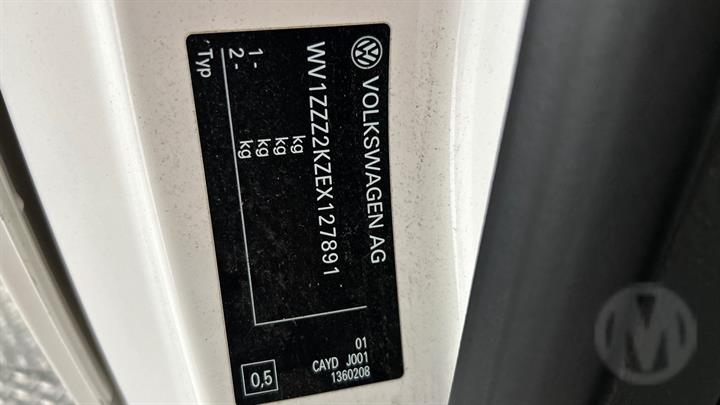 VOLKSWAGEN AG
WV1ZZZ2KZEX127891
kg
kg
1- kg
2- kg
Typ
01
CAYD J001
1360208
0,5
M